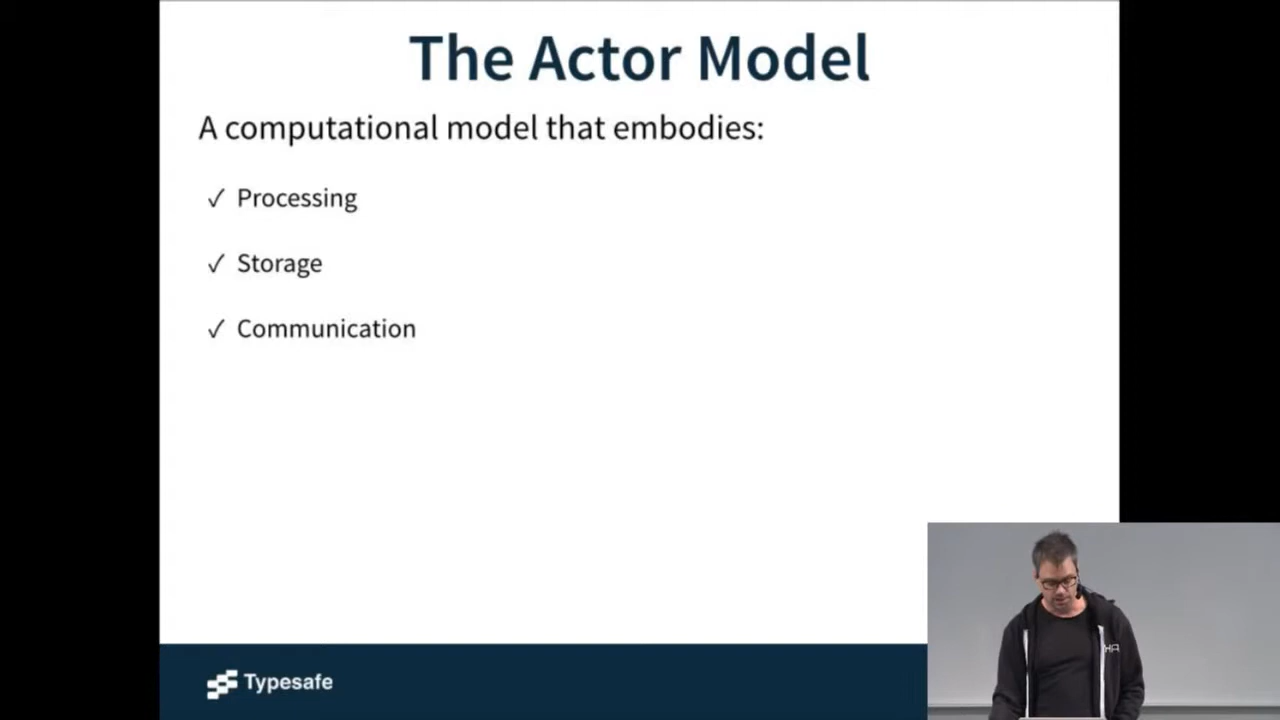 The Actor Model
A computational model that embodies:
✓ Processing
✓ Storage
✓ Communication
Typesafe